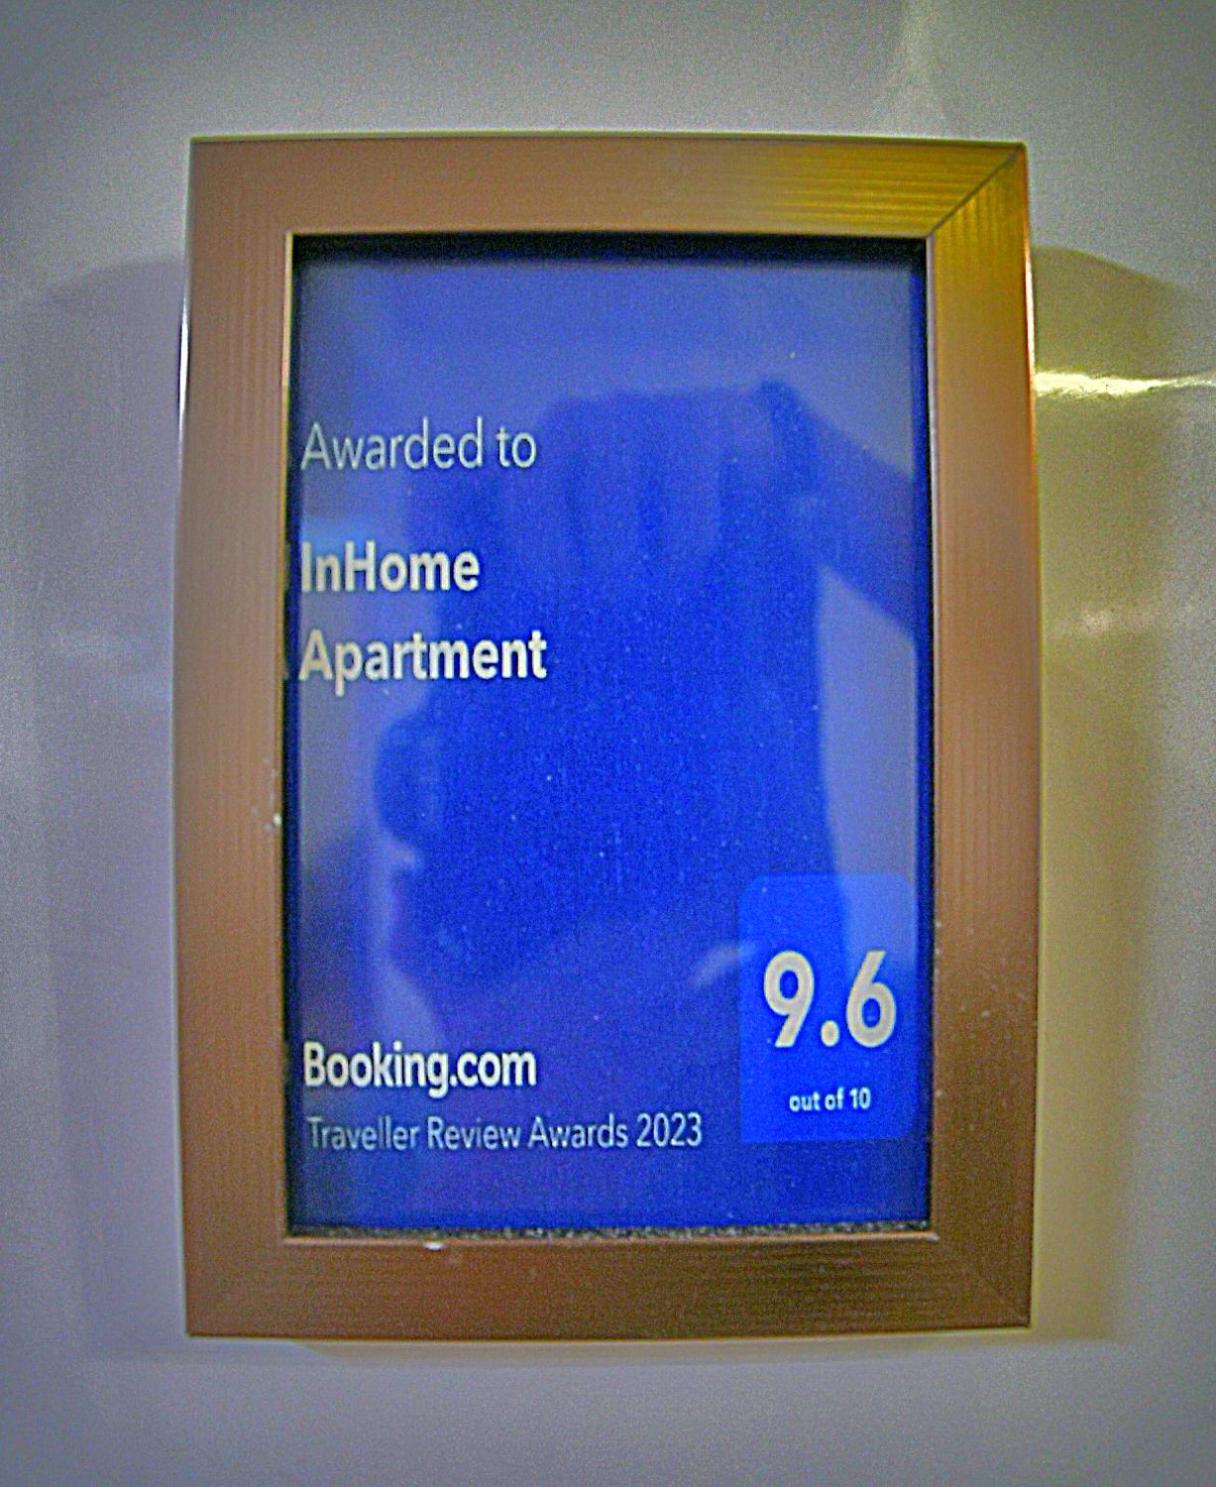 Awarded to
InHome
Apartment
9.6
out of 10
Booking.com
Traveller Review Awards 2023